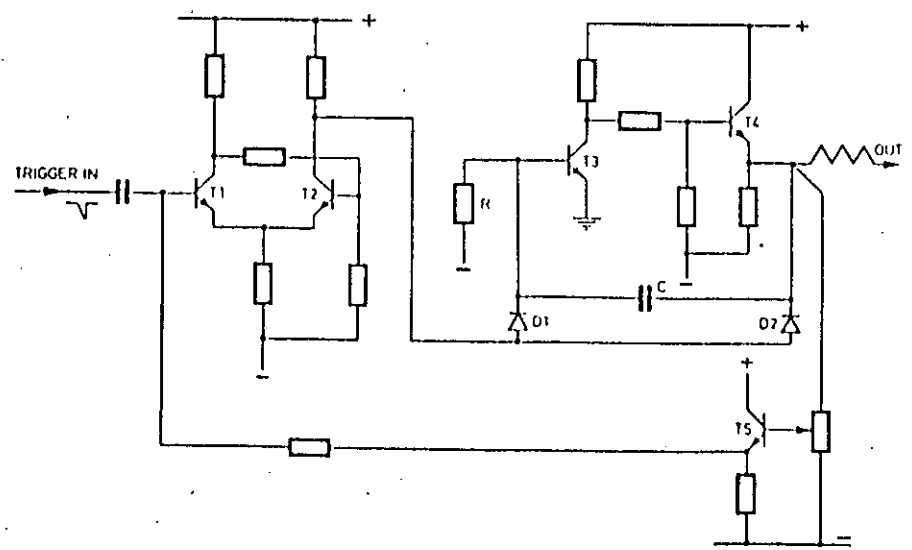 +
+
T4
T3
OUT
TRIGGER IN
T1
T2
R
−
−
C
D1
D2
−
+
T5
−